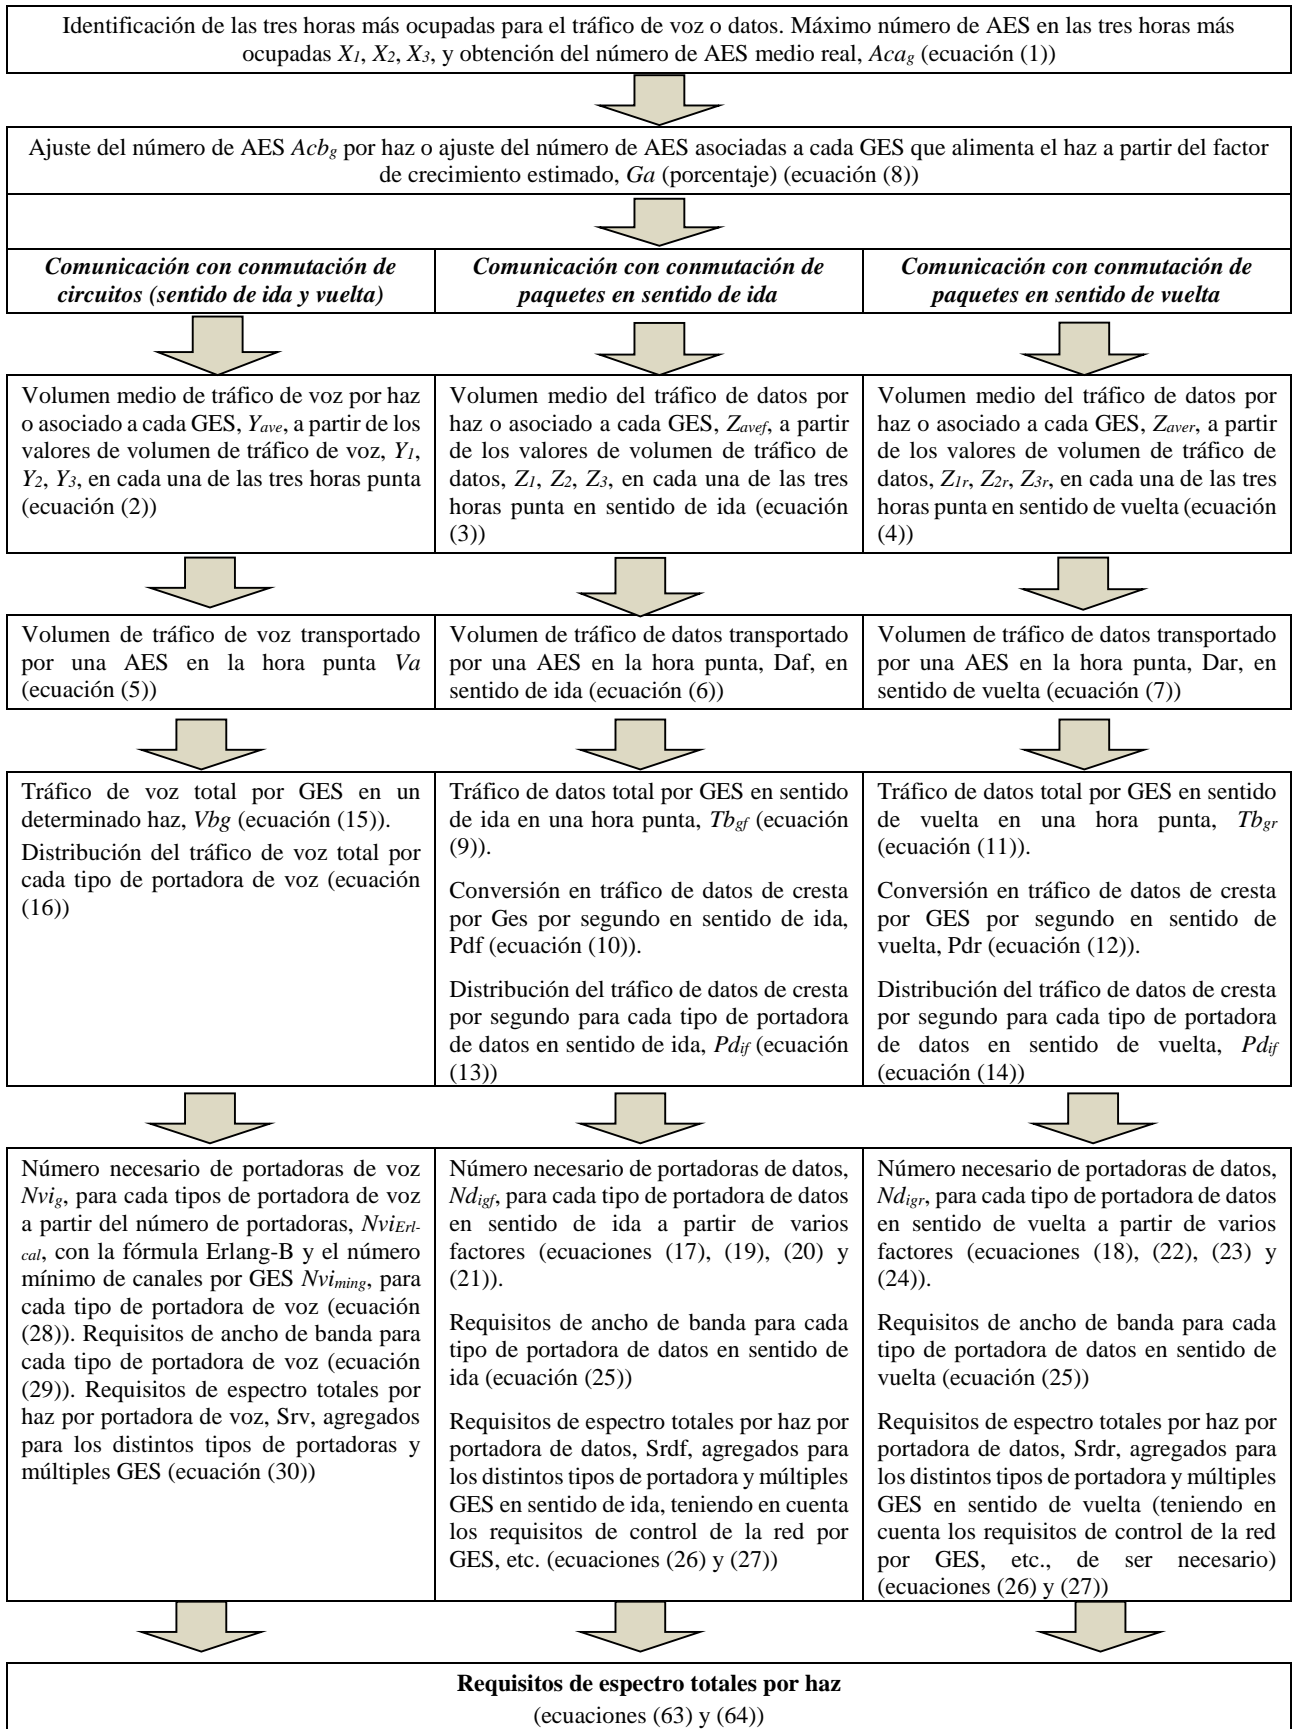 Identificación de las tres horas más ocupadas para el tráfico de voz o datos. Máximo número de AES en las tres horas más
ocupadas X1, X2, X3, y obtención del número de AES medio real, Acag (ecuación (1))
Ajuste del número de AES Acbg por haz o ajuste del número de AES asociadas a cada GES que alimenta el haz a partir del factor
de crecimiento estimado, Ga (porcentaje) (ecuación (8))
Comunicación con conmutación de
circuitos (sentido de ida y vuelta)
Comunicación con conmutación de
paquetes en sentido de ida
Comunicación con conmutación de
paquetes en sentido de vuelta
Volumen medio de tráfico de voz por haz
o asociado a cada GES, Yave, a partir de los
valores de volumen de tráfico de voz, Y1,
Y2, Y3, en cada una de las tres horas punta
(ecuación (2))
Volumen medio del tráfico de datos por
haz o asociado a cada GES, Zavef, a partir
de los valores de volumen de tráfico de
datos, Z1, Z2, Z3, en cada una de las tres
horas punta en sentido de ida (ecuación
(3))
Volumen medio del tráfico de datos por
haz o asociado a cada GES, Zaver, a partir
de los valores de volumen de tráfico de
datos, Z1r, Z2r, Z3r, en cada una de las tres
horas punta en sentido de vuelta (ecuación
(4))
Volumen de tráfico de voz transportado
por una AES en la hora punta Va
(ecuación (5))
Volumen de tráfico de datos transportado
por una AES en la hora punta, Daf, en
sentido de ida (ecuación (6))
Volumen de tráfico de datos transportado
por una AES en la hora punta, Dar, en
sentido de vuelta (ecuación (7))
Tráfico de voz total por GES en un
determinado haz, Vbg (ecuación (15)).
Distribución del tráfico de voz total por
cada tipo de portadora de voz (ecuación
(16))
Tráfico de datos total por GES en sentido
de ida en una hora punta, Tbgf (ecuación
(9)).
Conversión en tráfico de datos de cresta
por Ges por segundo en sentido de ida,
Pdf (ecuación (10)).
Distribución del tráfico de datos de cresta
por segundo para cada tipo de portadora
de datos en sentido de ida, Pdif (ecuación
(13))
Tráfico de datos total por GES en sentido
de vuelta en una hora punta, Tbgr
(ecuación (11)).
Conversión en tráfico de datos de cresta
por GES por segundo en sentido de
vuelta, Pdr (ecuación (12)).
Distribución del tráfico de datos de cresta
por segundo para cada tipo de portadora
de datos en sentido de vuelta, Pdif
(ecuación (14))
Número necesario de portadoras de voz
Nvig, para cada tipos de portadora de voz
a partir del número de portadoras, NviErl-
cal, con la fórmula Erlang-B y el número
mínimo de canales por GES Nviming, para
cada tipo de portadora de voz (ecuación
(28)). Requisitos de ancho de banda para
cada tipo de portadora de voz (ecuación
(29)). Requisitos de espectro totales por
haz por portadora de voz, Srv, agregados
para los distintos tipos de portadoras y
múltiples GES (ecuación (30))
Número necesario de portadoras de datos,
Ndigf, para cada tipo de portadora de datos
en sentido de ida a partir de varios
factores (ecuaciones (17), (19), (20) y
(21)).
Requisitos de ancho de banda para cada
tipo de portadora de datos en sentido de
ida (ecuación (25))
Requisitos de espectro totales por haz por
portadora de datos, Srdf, agregados para
los distintos tipos de portadora y múltiples
GES en sentido de ida, teniendo en cuenta
los requisitos de control de la red por
GES, etc. (ecuaciones (26) y (27))
Número necesario de portadoras de datos,
Ndigr, para cada tipo de portadora de datos
en sentido de vuelta a partir de varios
factores (ecuaciones (18), (22), (23) y
(24)).
Requisitos de ancho de banda para cada
tipo de portadora de datos en sentido de
vuelta (ecuación (25))
Requisitos de espectro totales por haz por
portadora de datos, Srdr, agregados para
los distintos tipos de portadora y múltiples
GES en sentido de vuelta (teniendo en
cuenta los requisitos de control de la red
por GES, etc., de ser necesario)
(ecuaciones (26) y (27))
Requisitos de espectro totales por haz
(ecuaciones (63) y (64))